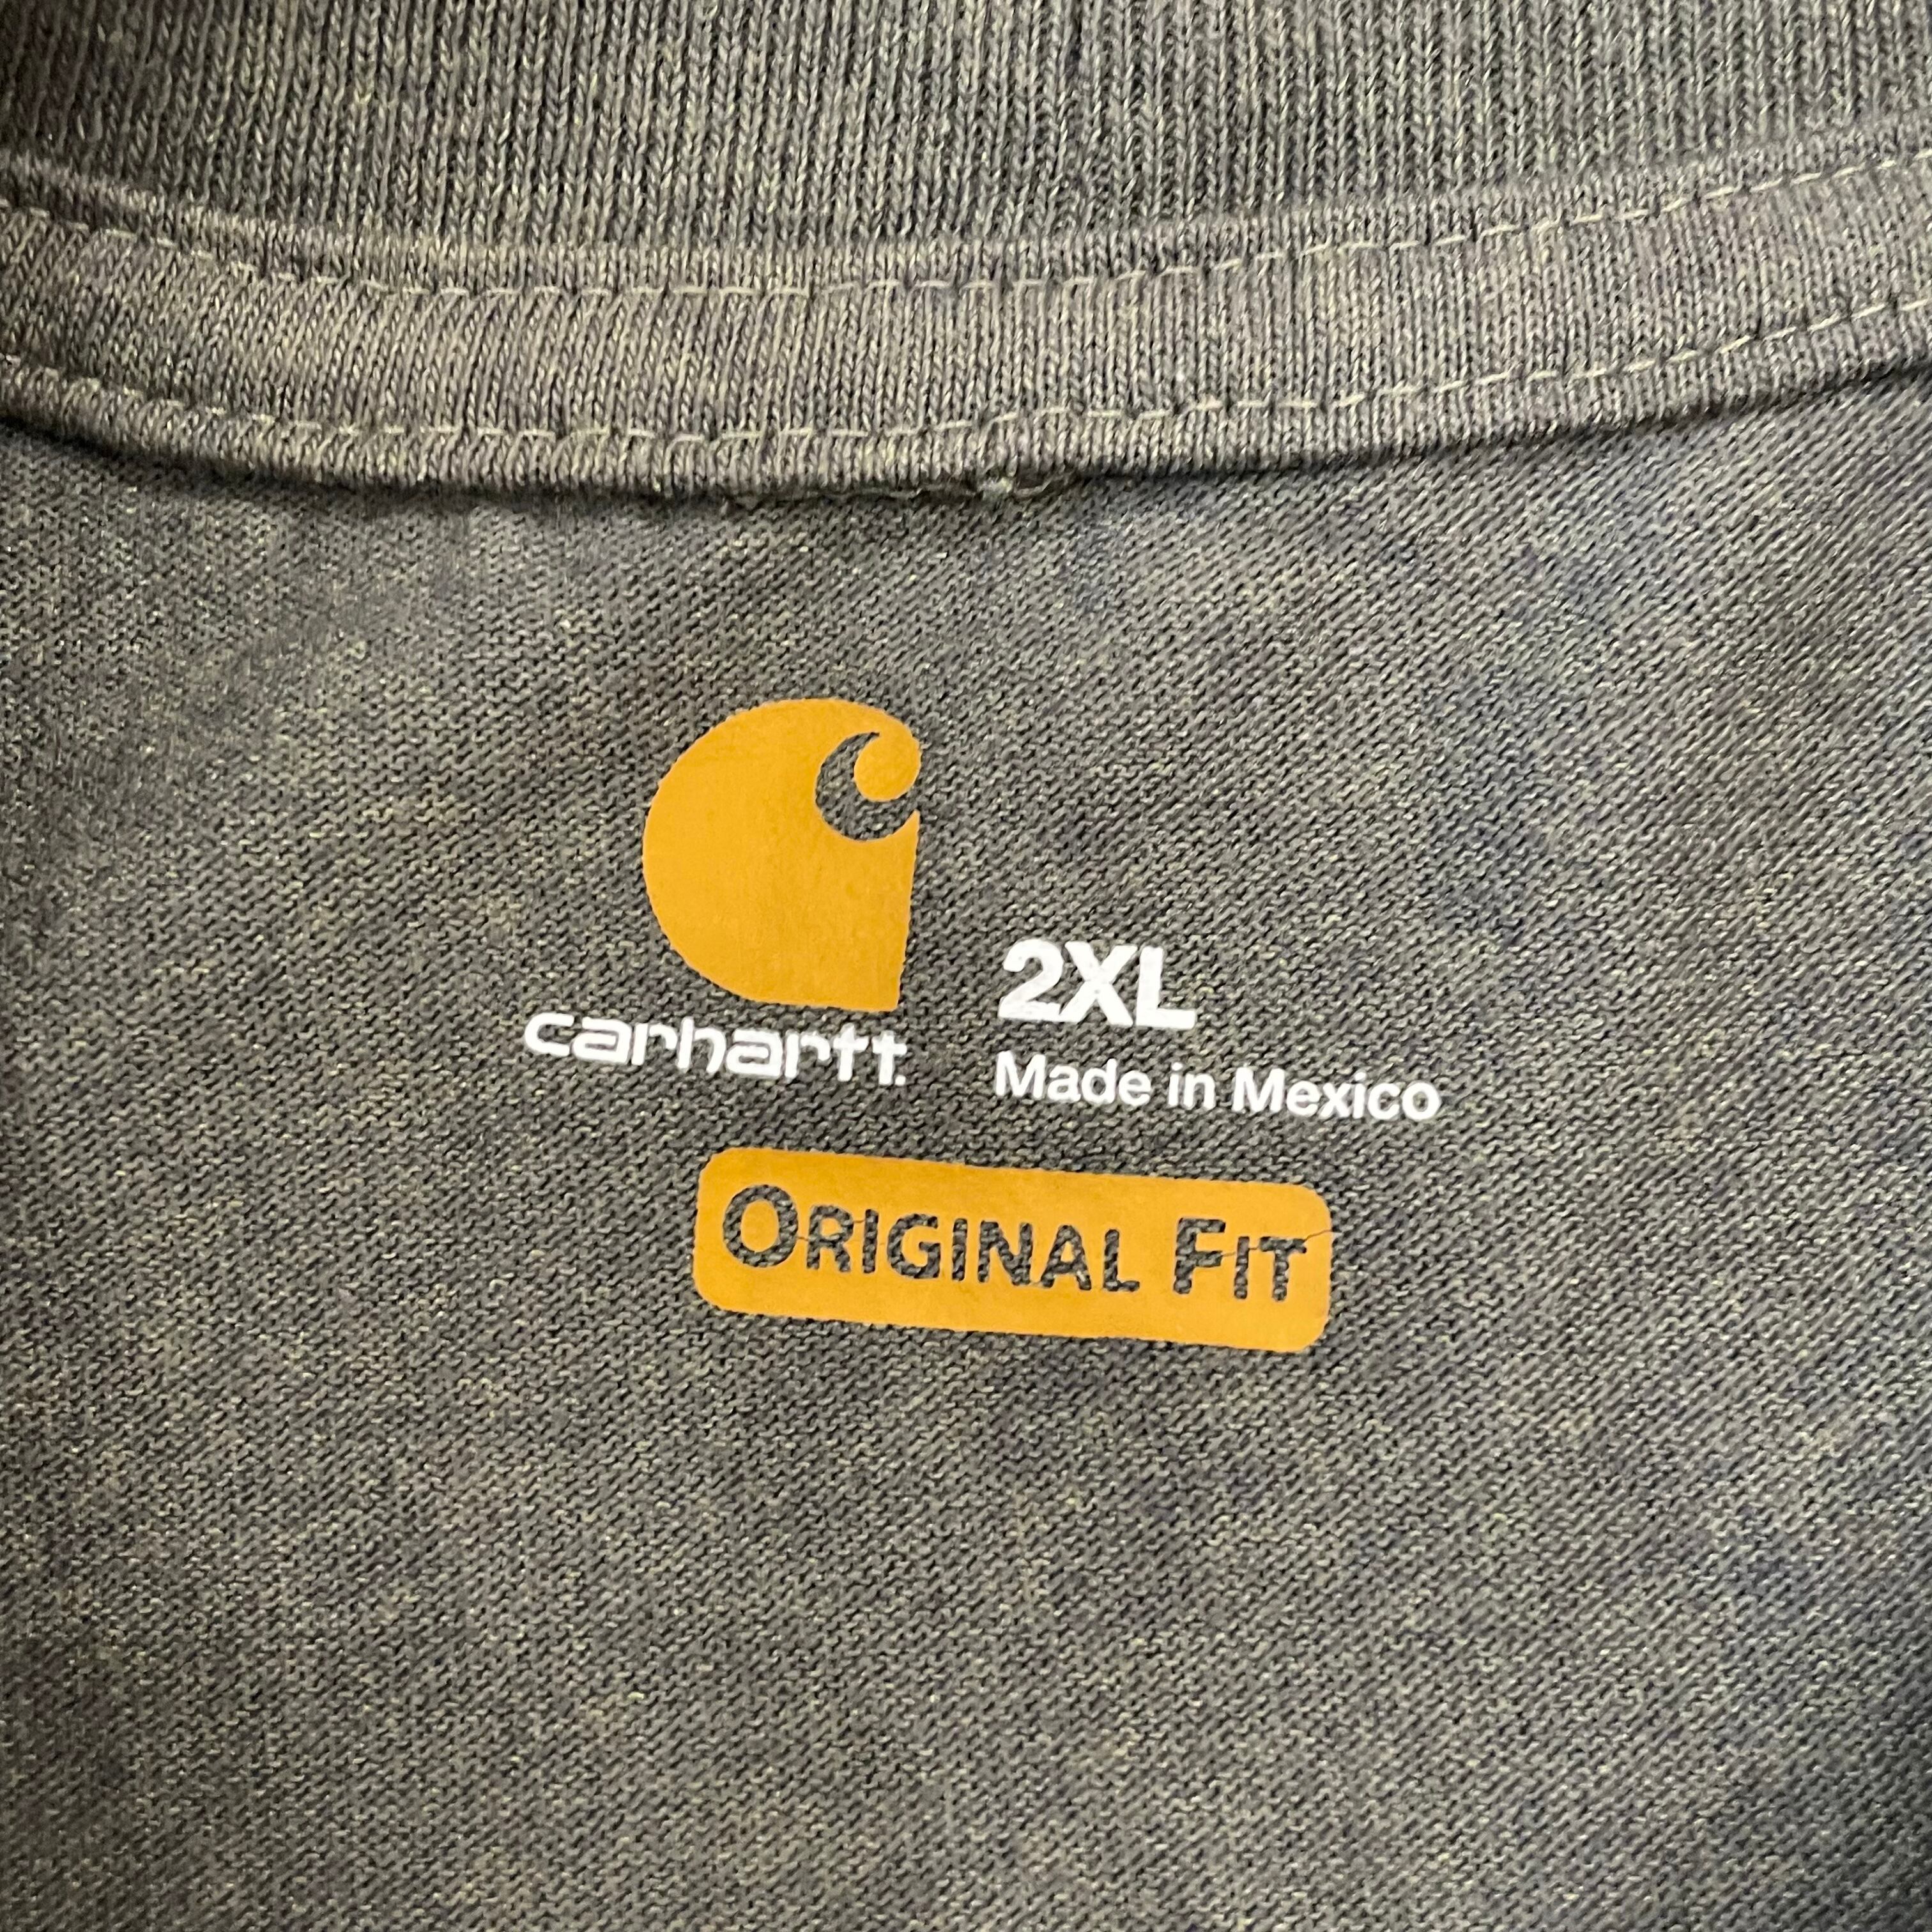 2XL
carhartt.
Made in Mexico
ORIGINAL FIT